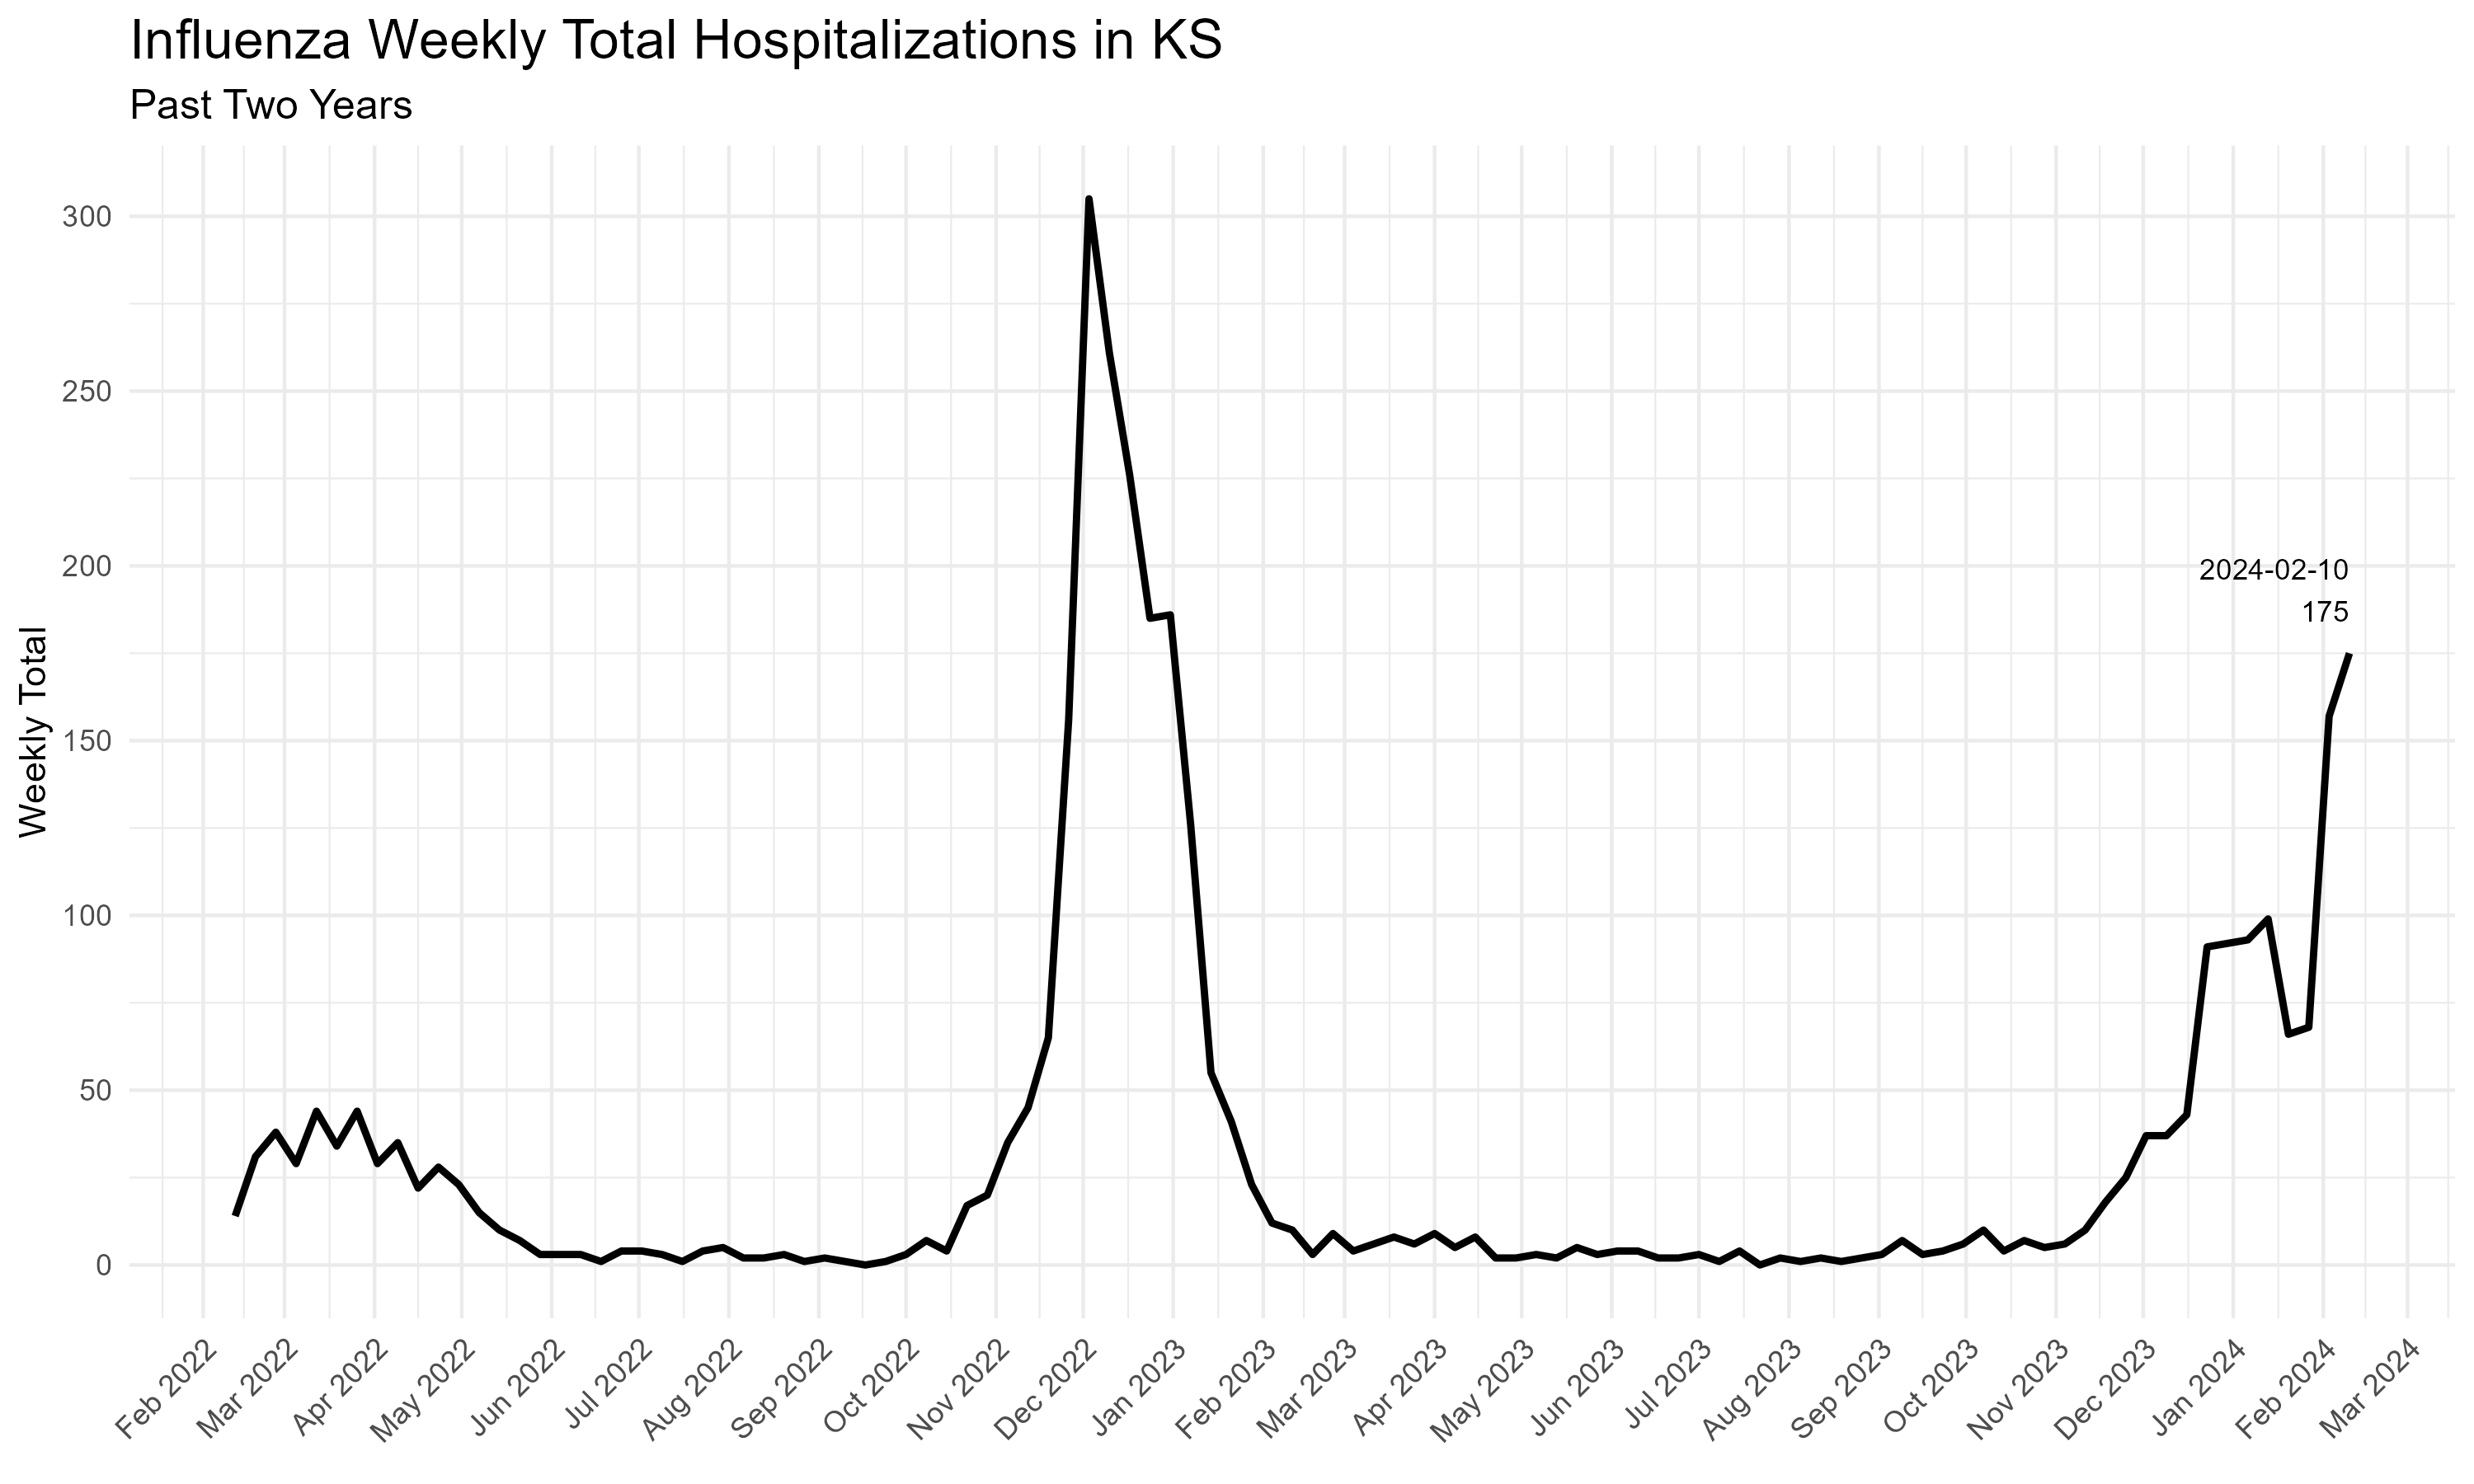 Influenza Weekly Total Hospitalizations in KS
Past Two Years
Weekly Total
300
250
200
150
100
50
0
2024-02-10
175
Feb 2022
Mar 2022
Apr 2022
May 2022
Jun 2022
Jul 2022
Aug 2022
Sep 2022
Oct 2022
Nov 2022
Dec 2022
Jan 2023
Feb 2023
Mar 2023
Apr 2023
May 2023
Jun 2023
Jul 2023
Aug 2023
Sep 2023
Oct 2023
Nov 2023
Dec 2023
Jan 2024
Feb 2024
Mar 2024